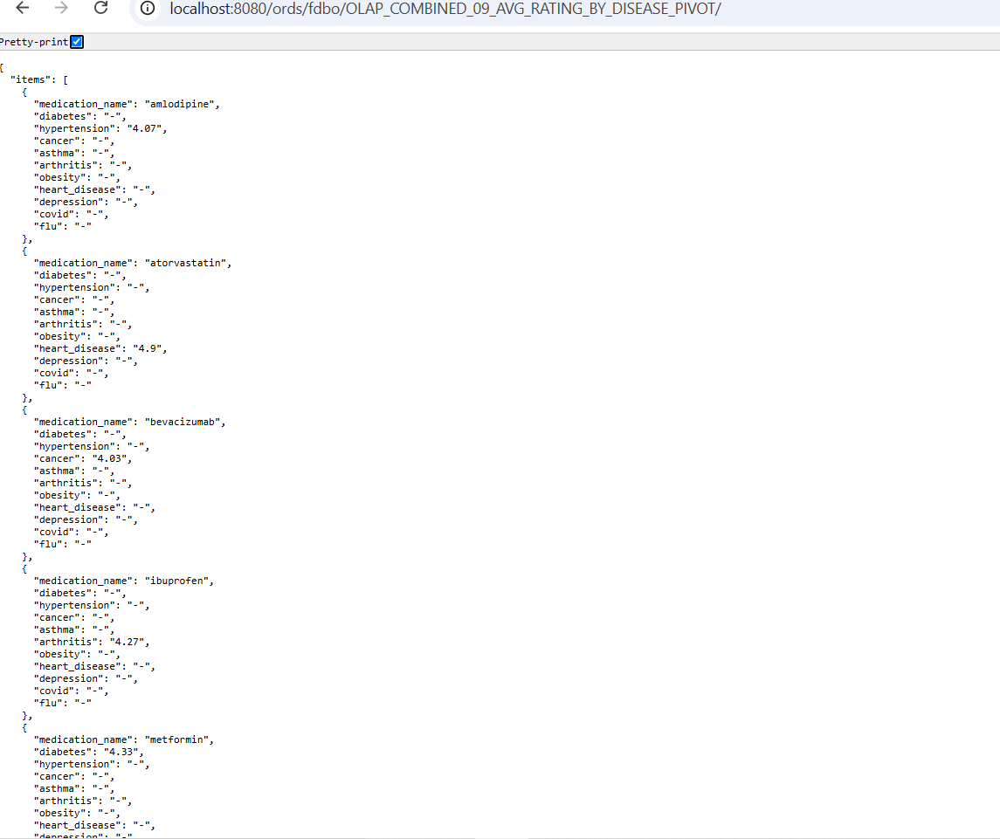 localhost:8080/ords/fdbo/OLAP_COMBINED_09_AVG_RATING_BY_DISEASE_PIVOT/
Pretty-print
{
  "items": [
    {
      "medication_name": "amlodipine",
      "diabetes": "-",
      "hypertension": "4.07",
      "cancer": "-",
      "asthma": "-",
      "arthritis": "-",
      "obesity": "-",
      "heart_disease": "-",
      "depression": "-",
      "covid": "-",
      "flu": "-"
    },
    {
      "medication_name": "atorvastatin",
      "diabetes": "-",
      "hypertension": "-",
      "cancer": "-",
      "asthma": "-",
      "arthritis": "-",
      "obesity": "-",
      "heart_disease": "4.9",
      "depression": "-",
      "covid": "-",
      "flu": "-"
    },
    {
      "medication_name": "bevacizumab",
      "diabetes": "-",
      "hypertension": "-",
      "cancer": "4.03",
      "asthma": "-",
      "arthritis": "-",
      "obesity": "-",
      "heart_disease": "-",
      "depression": "-",
      "covid": "-",
      "flu": "-"
    },
    {
      "medication_name": "ibuprofen",
      "diabetes": "-",
      "hypertension": "-",
      "cancer": "-",
      "asthma": "-",
      "arthritis": "4.27",
      "obesity": "-",
      "heart_disease": "-",
      "depression": "-",
      "covid": "-",
      "flu": "-"
    },
    {
      "medication_name": "metformin",
      "diabetes": "4.33",
      "hypertension": "-",
      "cancer": "-",
      "asthma": "-",
      "arthritis": "-",
      "obesity": "-",
      "heart_disease": "-",
      "depression": "-"